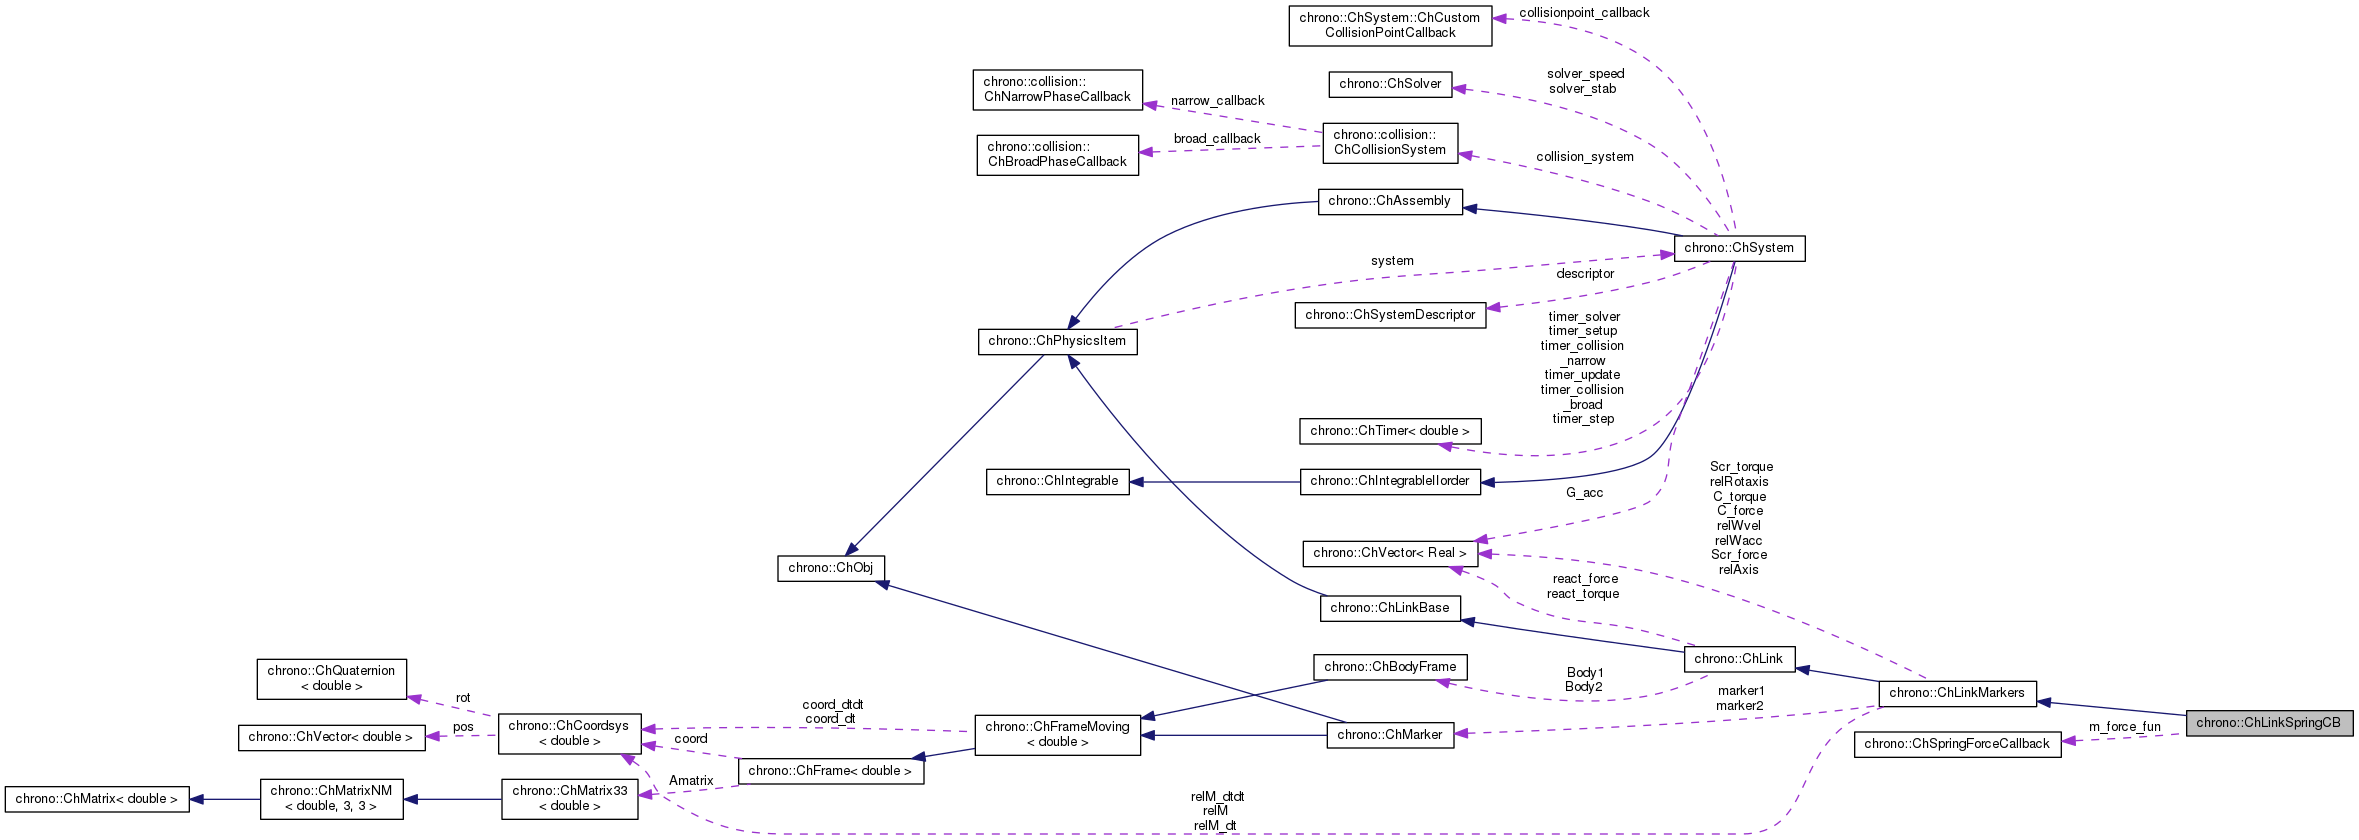 chrono::ChSystem::ChCustom
CollisionPointCallback
collisionpoint_callback
chrono::collision::
ChNarrowPhaseCallback
chrono::ChSolver
solver_speed
solver_stab
narrow_callback
chrono::collision::
ChBroadPhaseCallback
broad_callback
chrono::collision::
ChCollisionSystem
collision_system
chrono::ChAssembly
chrono::ChSystem
system
descriptor
chrono::ChPhysicsItem
chrono::ChSystemDescriptor
timer_solver
timer_setup
timer_collision
_narrow
timer_update
timer_collision
_broad
timer_step
chrono::ChTimer< double >
chrono::ChIntegrable
chrono::ChIntegrableIIorder
G_acc
Scr_torque
relRotaxis
C_torque
C_force
relWvel
relWacc
Scr_force
relAxis
chrono::ChObj
chrono::ChVector< Real >
react_force
react_torque
chrono::ChLinkBase
chrono::ChQuaternion
< double >
rot
chrono::ChBodyFrame
Body1
Body2
chrono::ChLink
marker1
marker2
chrono::ChLinkMarkers
chrono::ChVector< double >
pos
chrono::ChCoordsys
< double >
coord_dtdt
coord_dt
coord
chrono::ChFrameMoving
< double >
chrono::ChMarker
chrono::ChSpringForceCallback
m_force_fun
chrono::ChLinkSpringCB
chrono::ChFrame< double >
Amatrix
chrono::ChMatrix< double >
chrono::ChMatrixNM
< double, 3, 3 >
chrono::ChMatrix33
< double >
relM_dtdt
relM
relM_dt